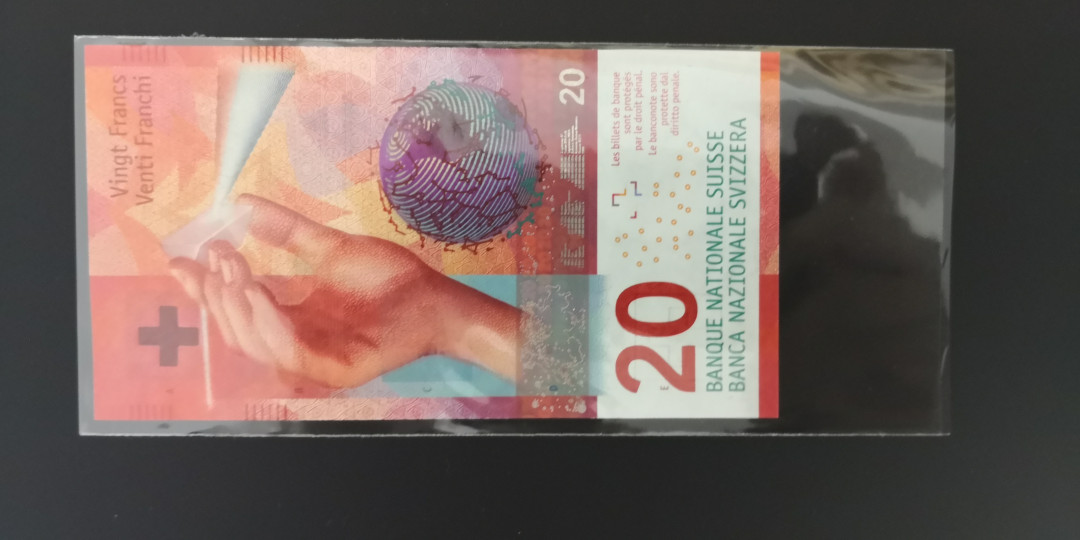 Vingt Francs
Venti Franchi
20
Les billets de banque
sont protégés
par le droit pénal.
Le banconote sono
protette dal
diritto penale.
20
BANQUE NATIONALE SUISSE
BANCA NAZIONALE SVIZZERA